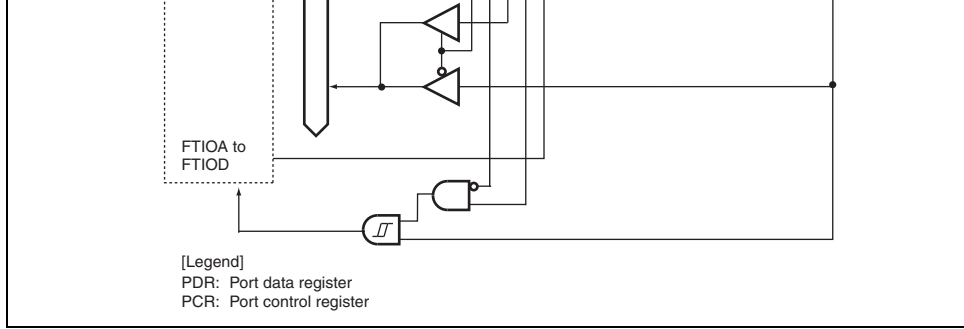 FTIOA to
FTIOD
[Legend]
PDR: Port data register
PCR: Port control register